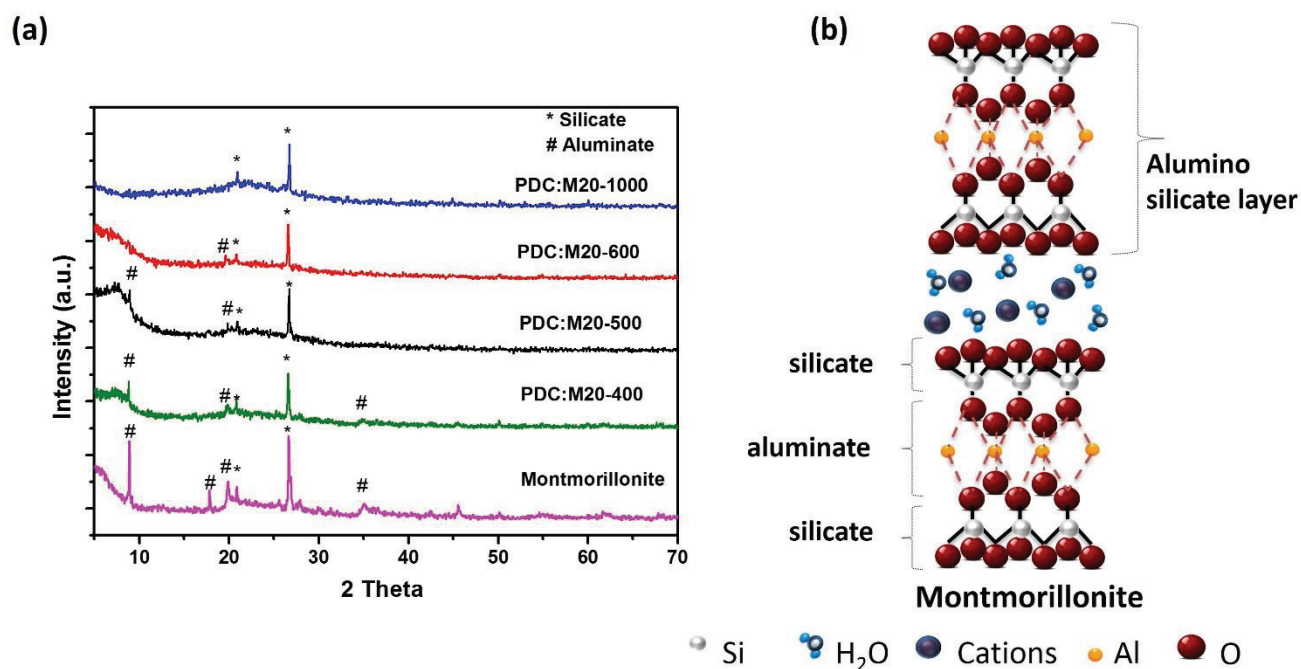 (a)
* Silicate
# Aluminate
*
*
PDC:M20-1000
*
# *
PDC:M20-600
#
*
# *
PDC:M20-500
*
#
# *
#
PDC:M20-400
#
*
#
# *
#
Montmorillonite
Intensity (a.u.)
10 20 30 40 50 60 70
2 Theta
(b)
Alumino
silicate layer
silicate
aluminate
silicate
Montmorillonite
Si H₂O Cations Al O